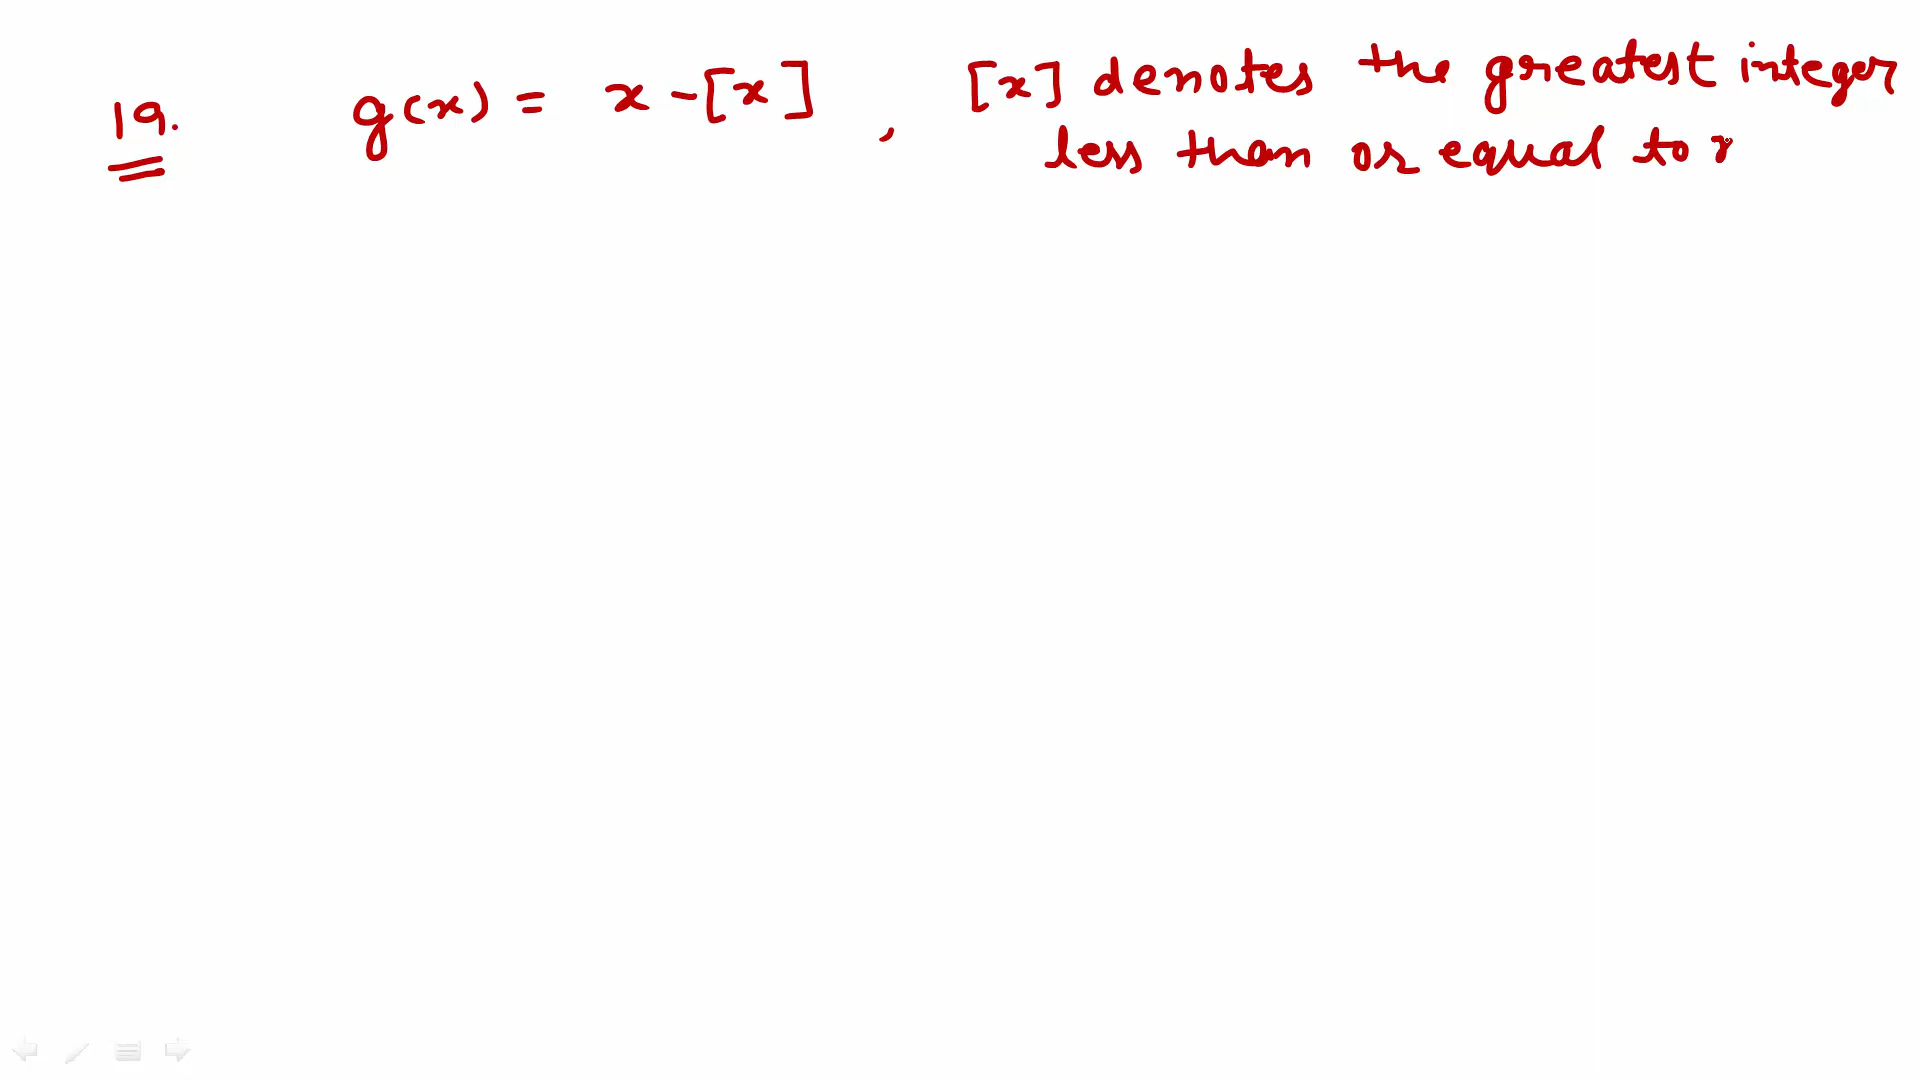 19. g(x) = x - [x] , [x] denotes the greatest integer
less than or equal to